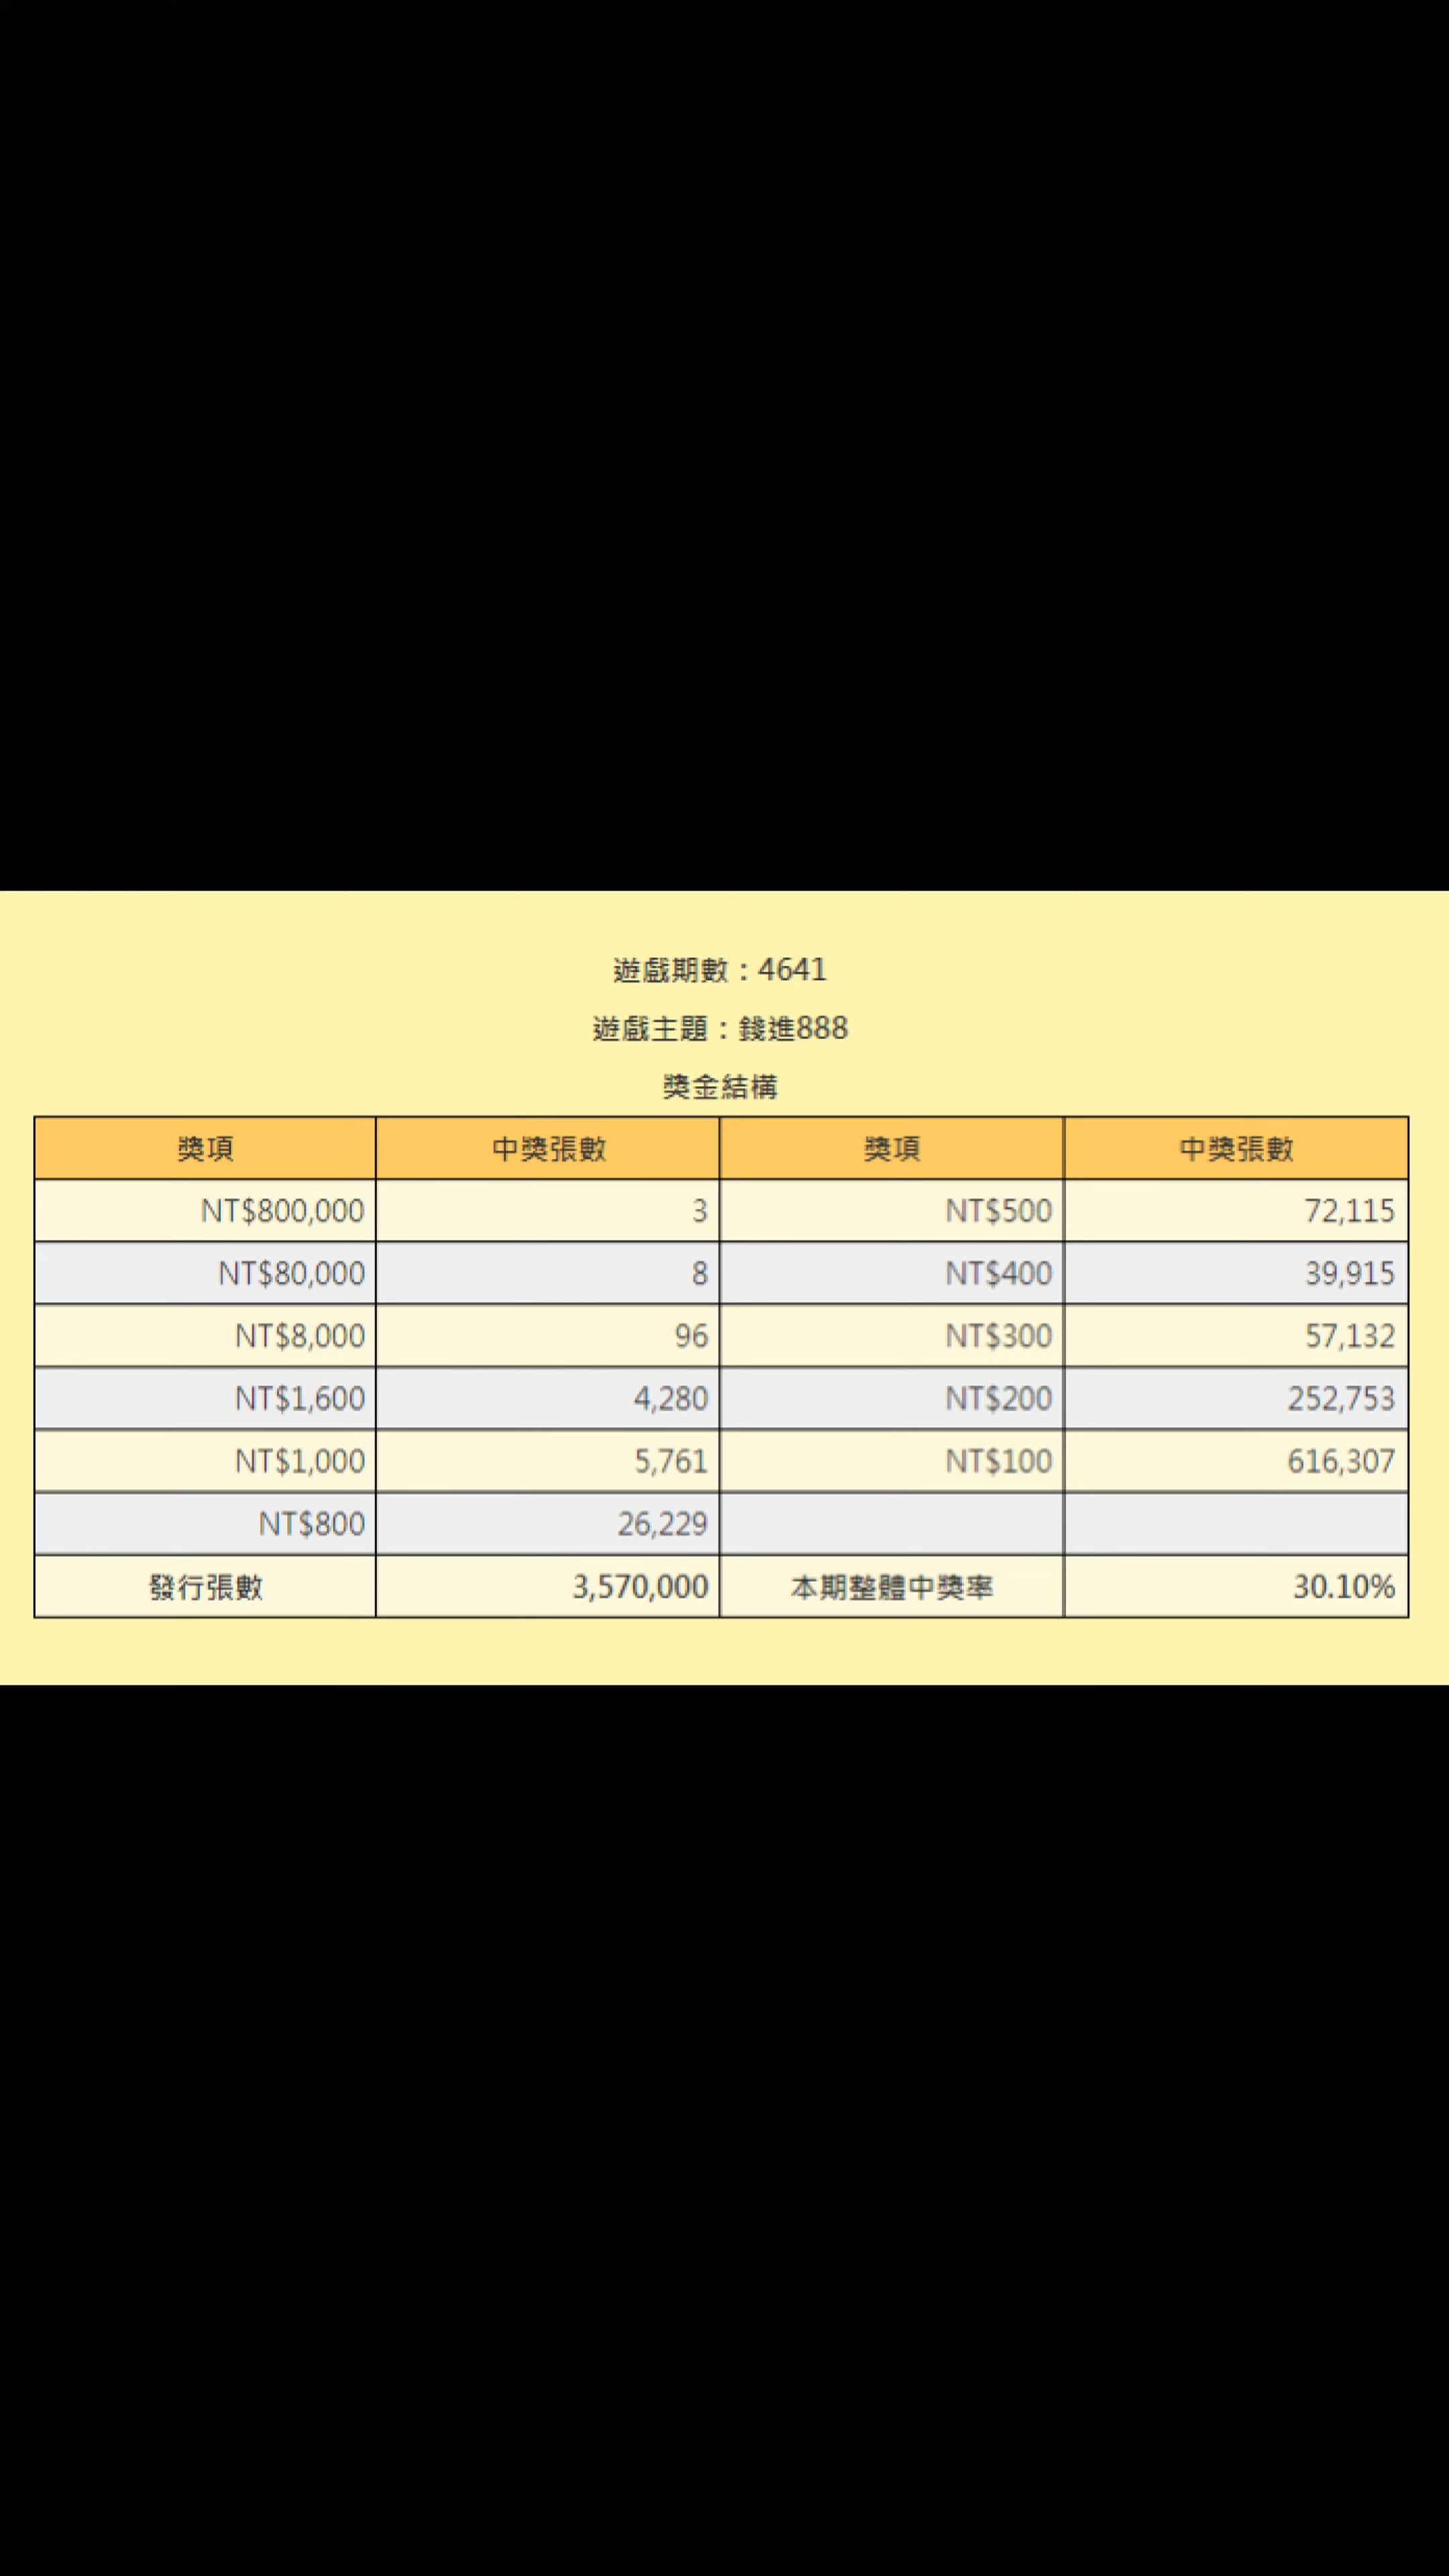 遊戲期數：4641
遊戲主題：錢進888
獎金結構
獎項 中獎張數 獎項 中獎張數
NT$800,000 3 NT$500 72,115
NT$80,000 8 NT$400 39,915
NT$8,000 96 NT$300 57,132
NT$1,600 4,280 NT$200 252,753
NT$1,000 5,761 NT$100 616,307
NT$800 26,229
發行張數 3,570,000 本期整體中獎率 30.10%